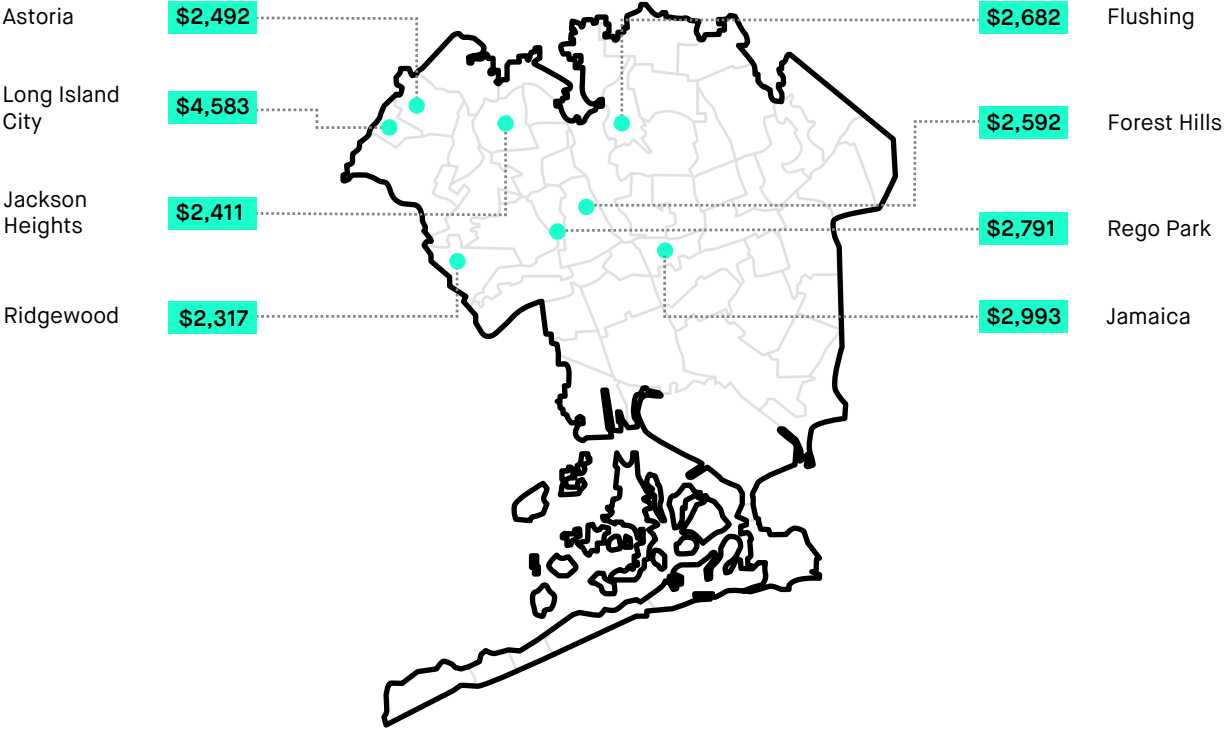 Astoria
$2,492
Long Island
City
$4,583
Jackson
Heights
$2,411
Ridgewood
$2,317
$2,682
Flushing
$2,592
Forest Hills
$2,791
Rego Park
$2,993
Jamaica